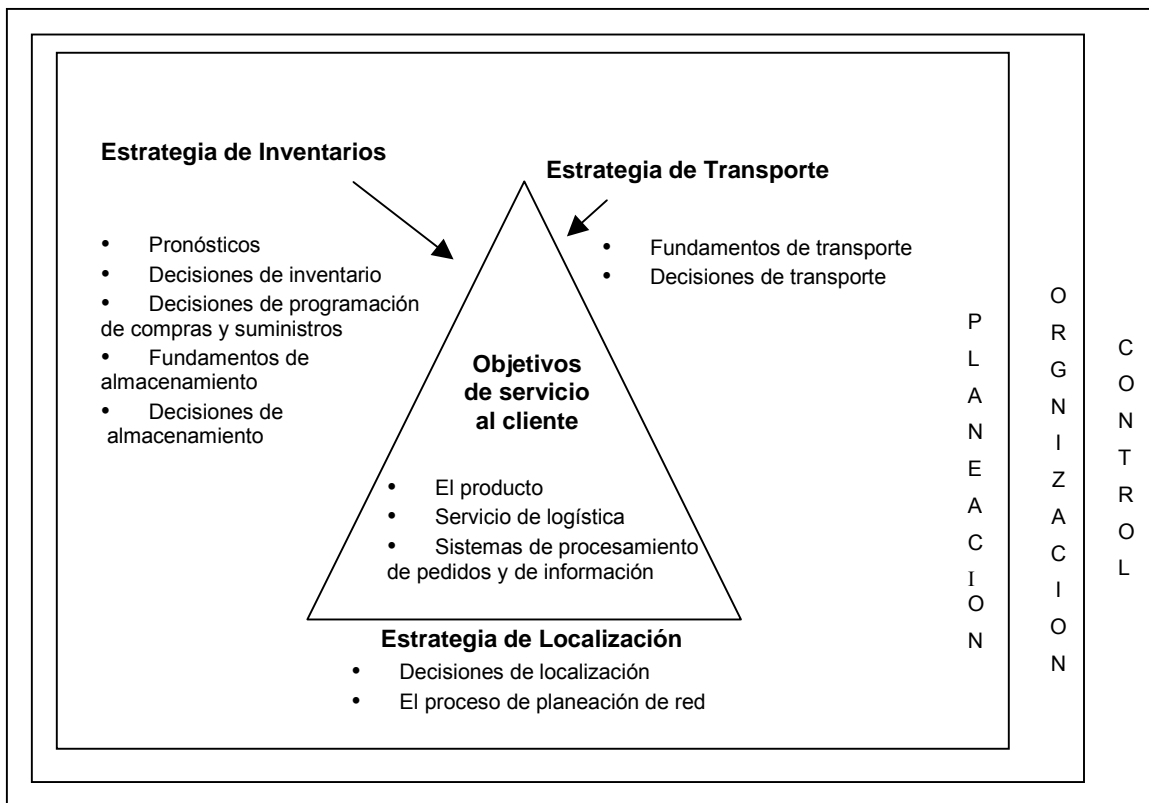 Estrategia de Inventarios
Estrategia de Transporte
• Pronósticos
• Decisiones de inventario
• Decisiones de programación
de compras y suministros
• Fundamentos de
almacenamiento
• Decisiones de
almacenamiento
• Fundamentos de transporte
• Decisiones de transporte
Objetivos
de servicio
al cliente
• El producto
• Servicio de logística
• Sistemas de procesamiento
de pedidos y de información
Estrategia de Localización
• Decisiones de localización
• El proceso de planeación de red
PLANEACION
ORGNIZACION
CONTROL